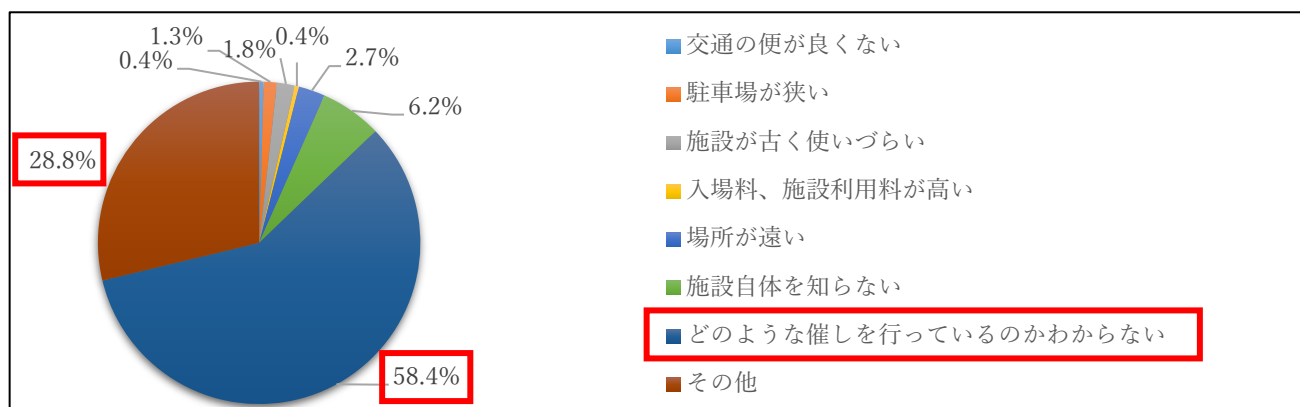 1.3%
0.4%
1.8%
0.4%
2.7%
6.2%
28.8%
58.4%
交通の便が良くない
駐車場が狭い
施設が古く使いづらい
入場料、施設利用料が高い
場所が遠い
施設自体を知らない
どのような催しを行っているのかわからない
その他